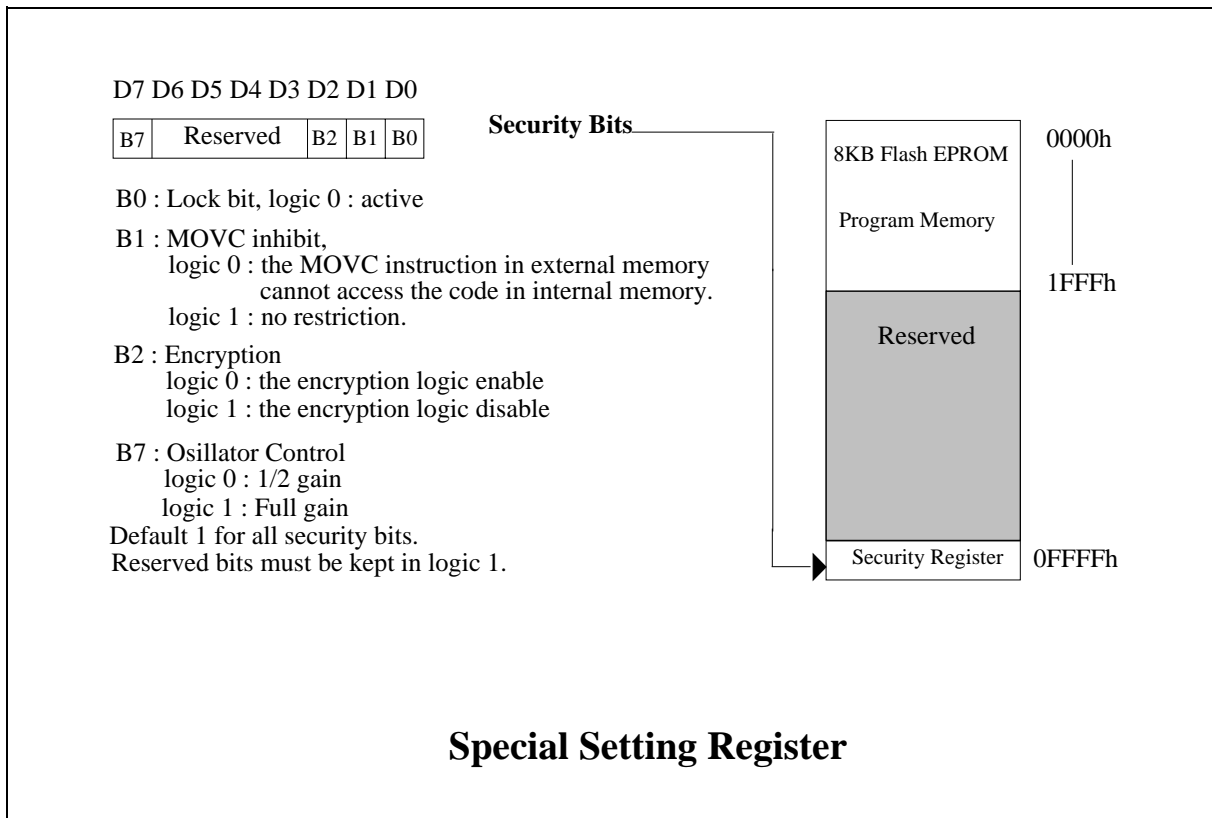 D7 D6 D5 D4 D3 D2 D1 D0
B7 Reserved B2 B1 B0
B0 : Lock bit, logic 0 : active
B1 : MOVC inhibit,
logic 0 : the MOVC instruction in external memory
cannot access the code in internal memory.
logic 1 : no restriction.
B2 : Encryption
logic 0 : the encryption logic enable
logic 1 : the encryption logic disable
B7 : Osillator Control
logic 0 : 1/2 gain
logic 1 : Full gain
Default 1 for all security bits.
Reserved bits must be kept in logic 1.
Security Bits
8KB Flash EPROM
Program Memory
0000h
1FFFh
Reserved
Security Register
0FFFFh
Special Setting Register